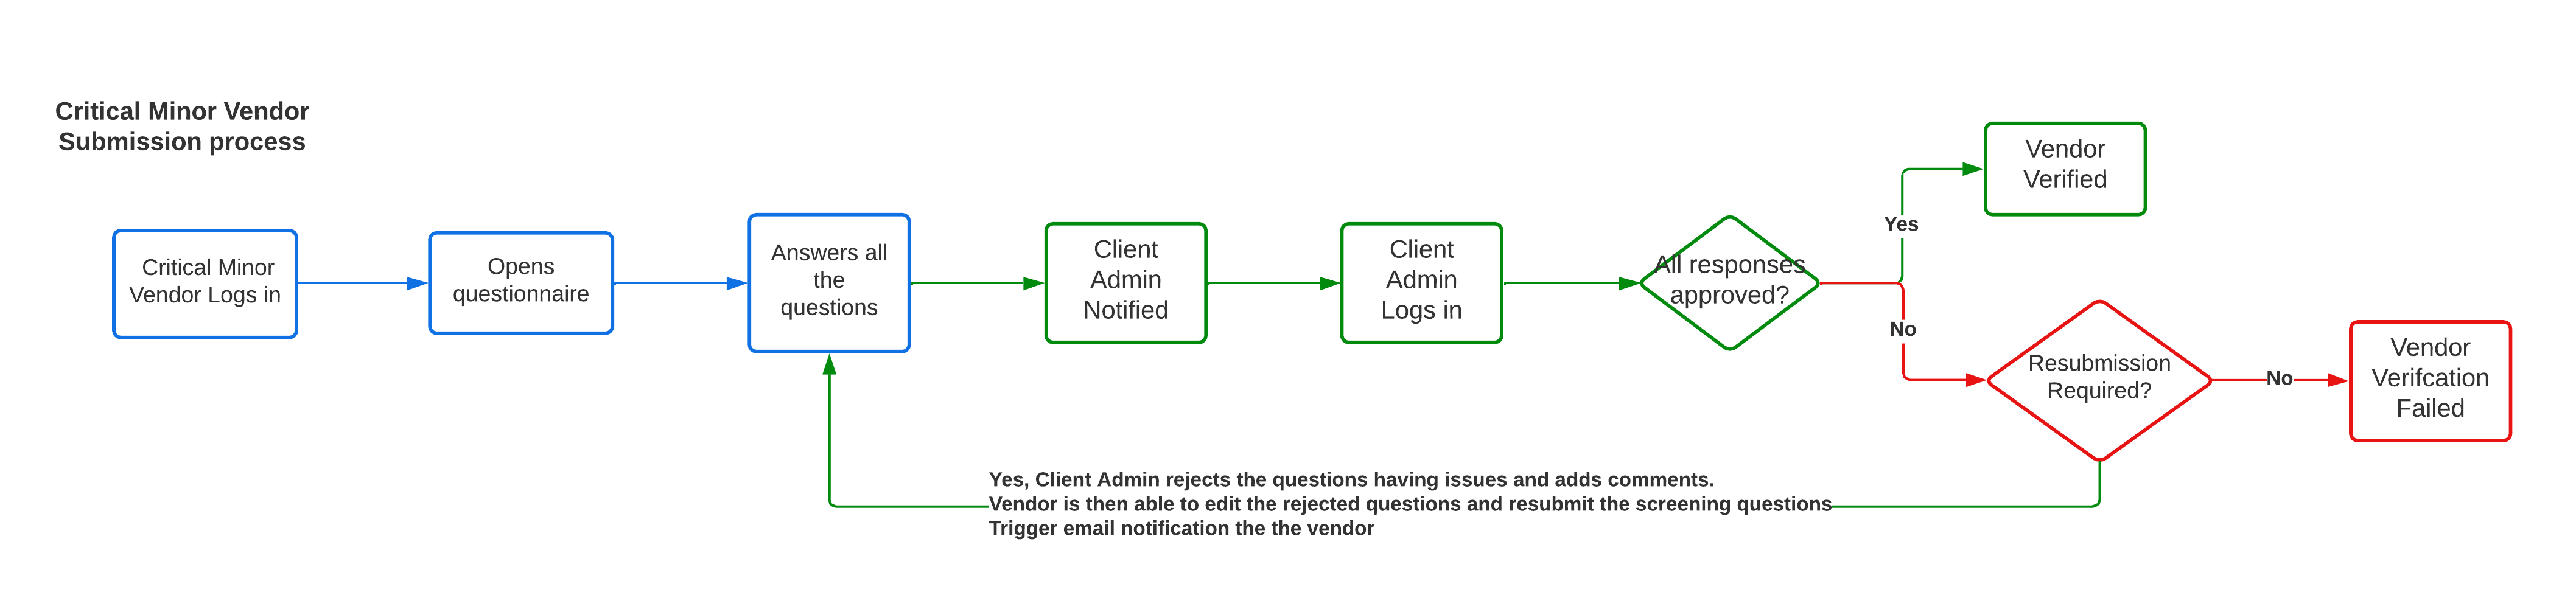 Critical Minor Vendor
Submission process
Critical Minor
Vendor Logs in
Opens
questionnaire
Answers all
the
questions
Client
Admin
Notified
Client
Admin
Logs in
All responses
approved?
Yes
Vendor
Verified
No
Resubmission
Required?
No
Vendor
Verifcation
Failed
Yes, Client Admin rejects the questions having issues and adds comments.
Vendor is then able to edit the rejected questions and resubmit the screening questions
Trigger email notification the the vendor